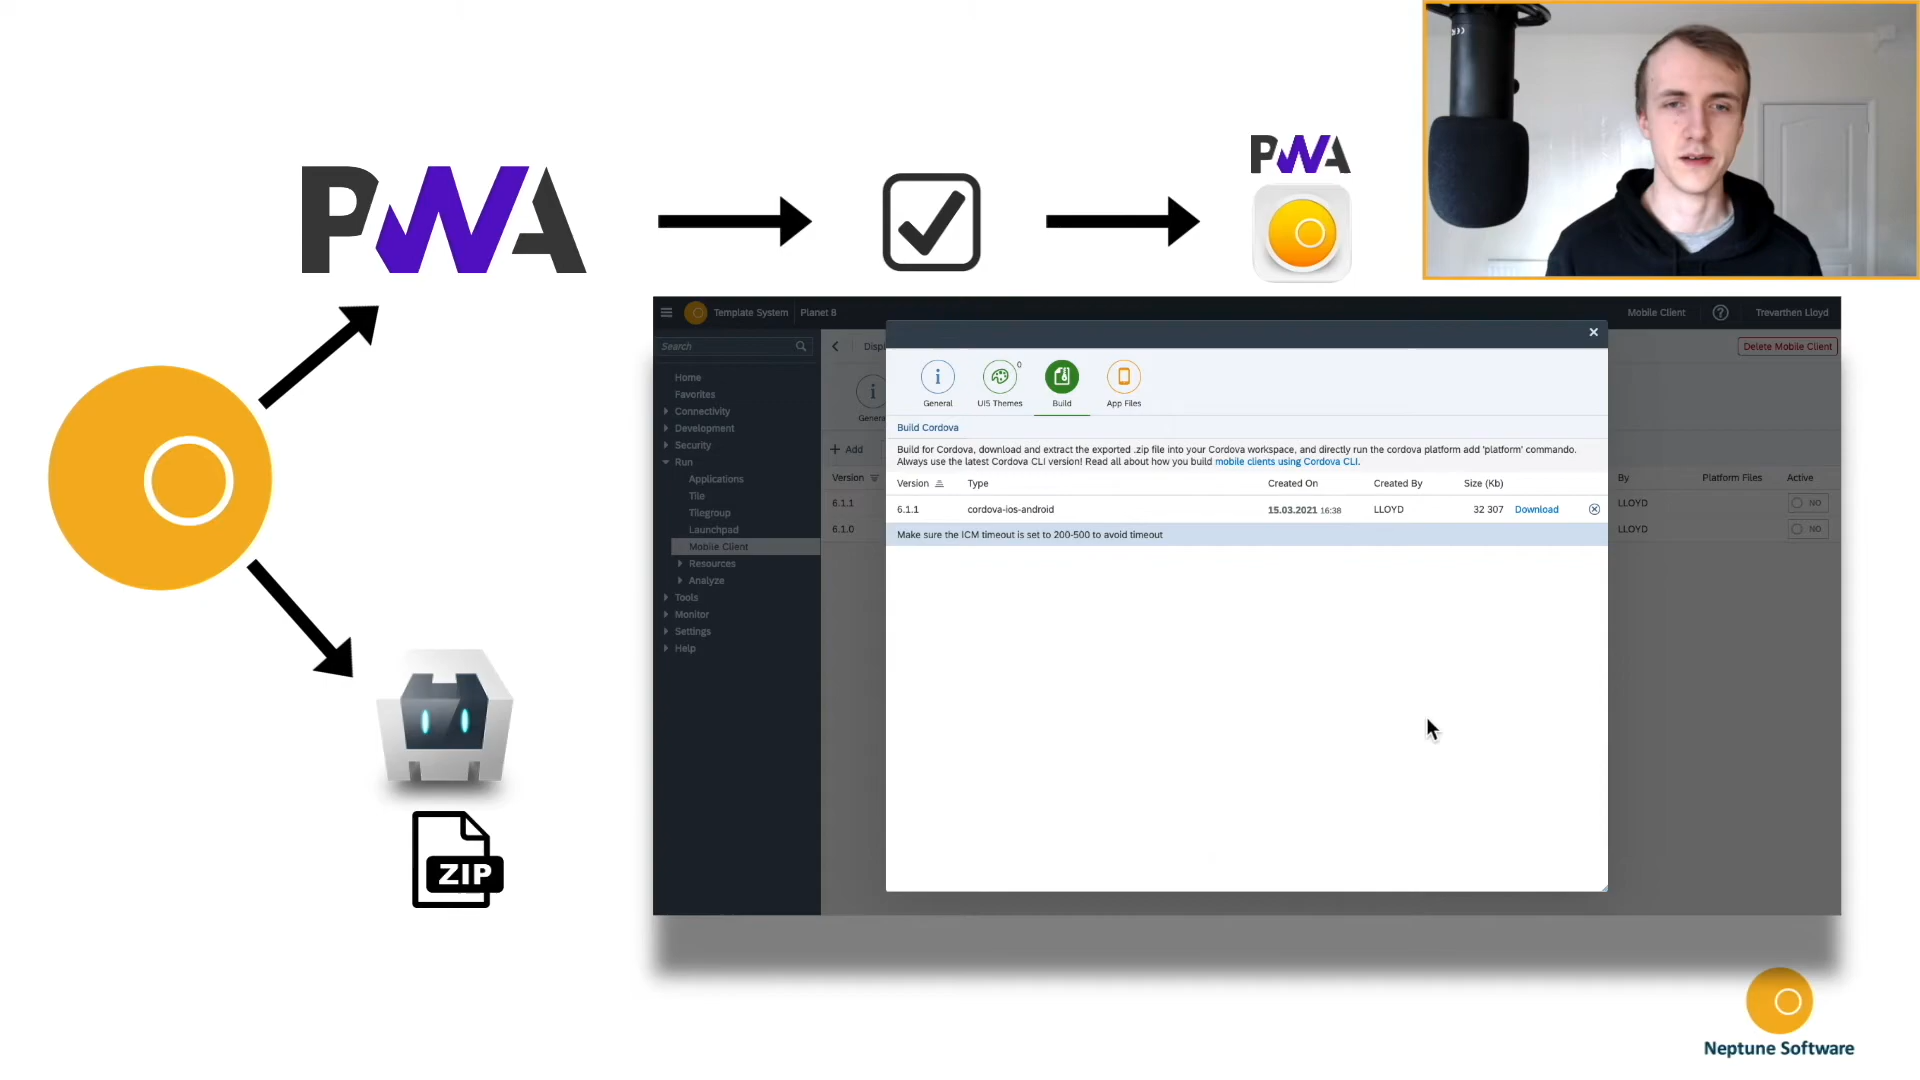 PWA
PWA
Template System
Planet 8
Mobile Client
Trevarthen Lloyd
Search
Home
Favorites
Connectivity
Development
Security
Run
Applications
Tile
Tilegroup
Launchpad
Mobile Client
Resources
Analyze
Tools
Monitor
Settings
Help
Delete Mobile Client
Add
Version
6.1.1
6.1.0
General
UI5 Themes
0
Build
App Files
Build Cordova
Build for Cordova, download and extract the exported .zip file into your Cordova workspace, and directly run the cordova platform add 'platform' commando.
Always use the latest Cordova CLI version! Read all about how you build mobile clients using Cordova CLI.
Version Type Created On Created By Size (Kb)
6.1.1 cordova-ios-android 15.03.2021 16:38 LLOYD 32 307 Download
Make sure the ICM timeout is set to 200-500 to avoid timeout
By Platform Files Active
LLOYD NO
LLOYD NO
ZIP
Neptune Software